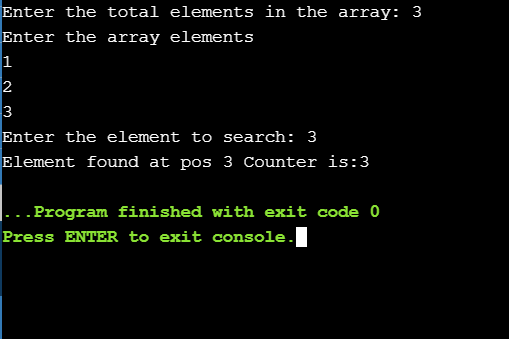 Enter the total elements in the array: 3
Enter the array elements
1
2
3
Enter the element to search: 3
Element found at pos 3 Counter is:3
...Program finished with exit code 0
Press ENTER to exit console.